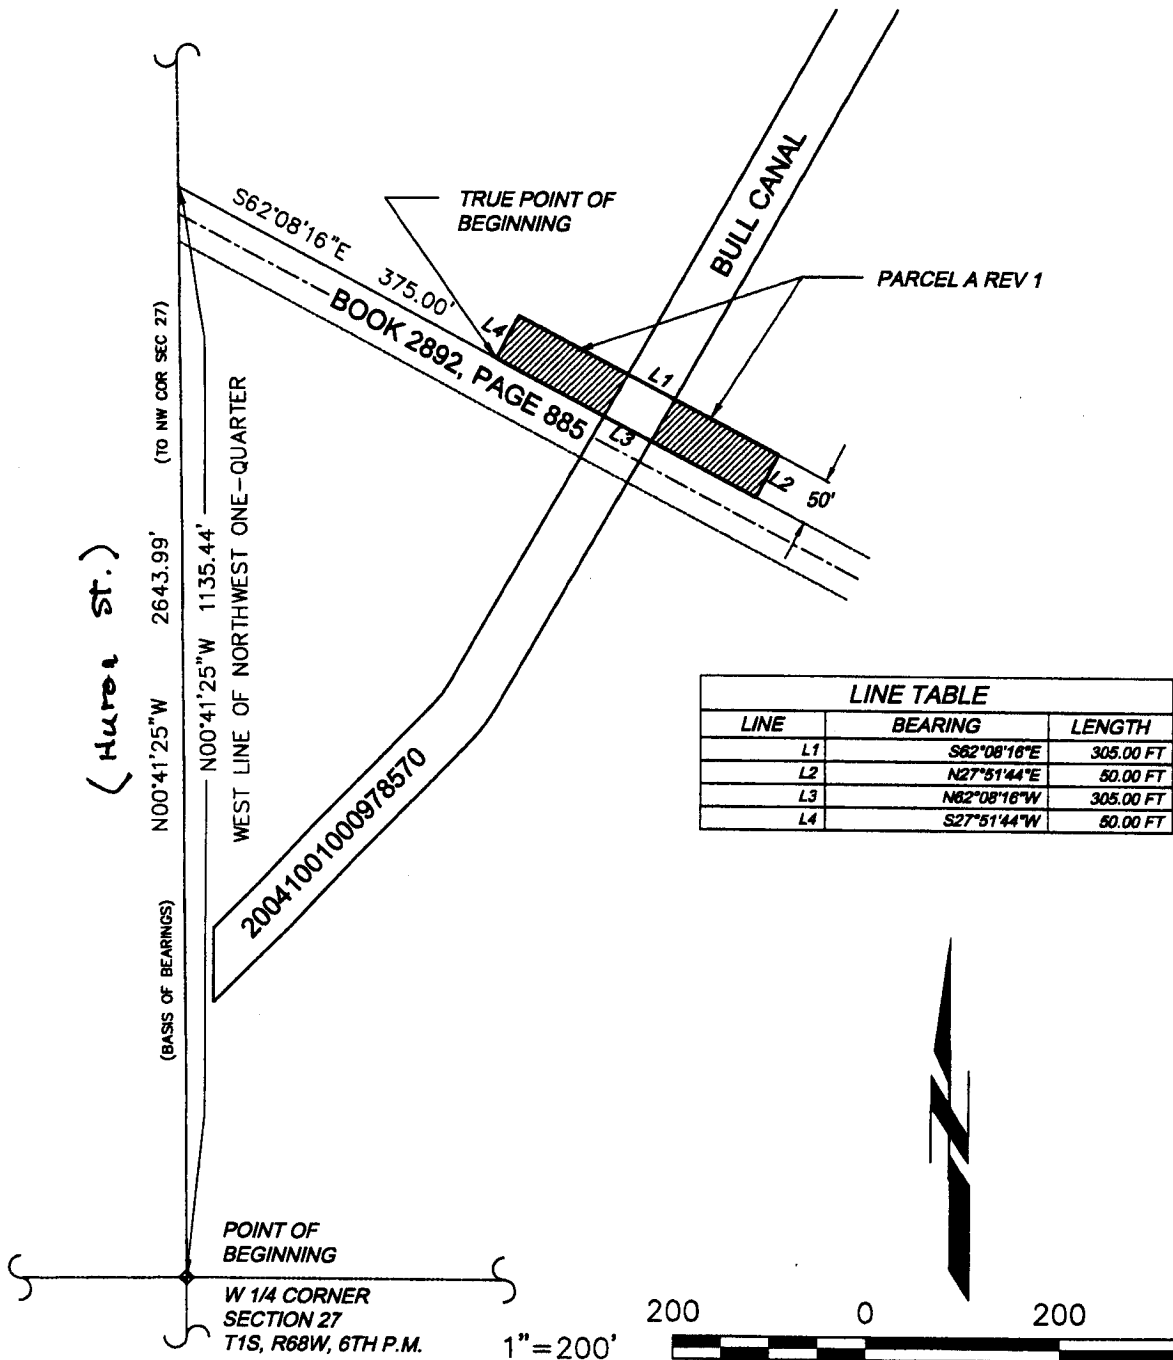 TRUE POINT OF
BEGINNING
BULL CANAL
S62°08'16"E 375.00'
PARCEL A REV 1
BOOK 2892, PAGE 885
L4
L1
L3
L2
50'
(TO NW COR SEC 27)
N00°41'25"W 2643.99'
(BASIS OF BEARINGS)
N00°41'25"W 1135.44'
WEST LINE OF NORTHWEST ONE-QUARTER
(Huron St.)
20041001000978570
LINE TABLE
LINE BEARING LENGTH
L1 S62°08'16"E 305.00 FT
L2 N27°51'44"E 50.00 FT
L3 N62°08'16"W 305.00 FT
L4 S27°51'44"W 50.00 FT
POINT OF
BEGINNING
W 1/4 CORNER
SECTION 27
T1S, R68W, 6TH P.M.
1"=200'
200 0 200